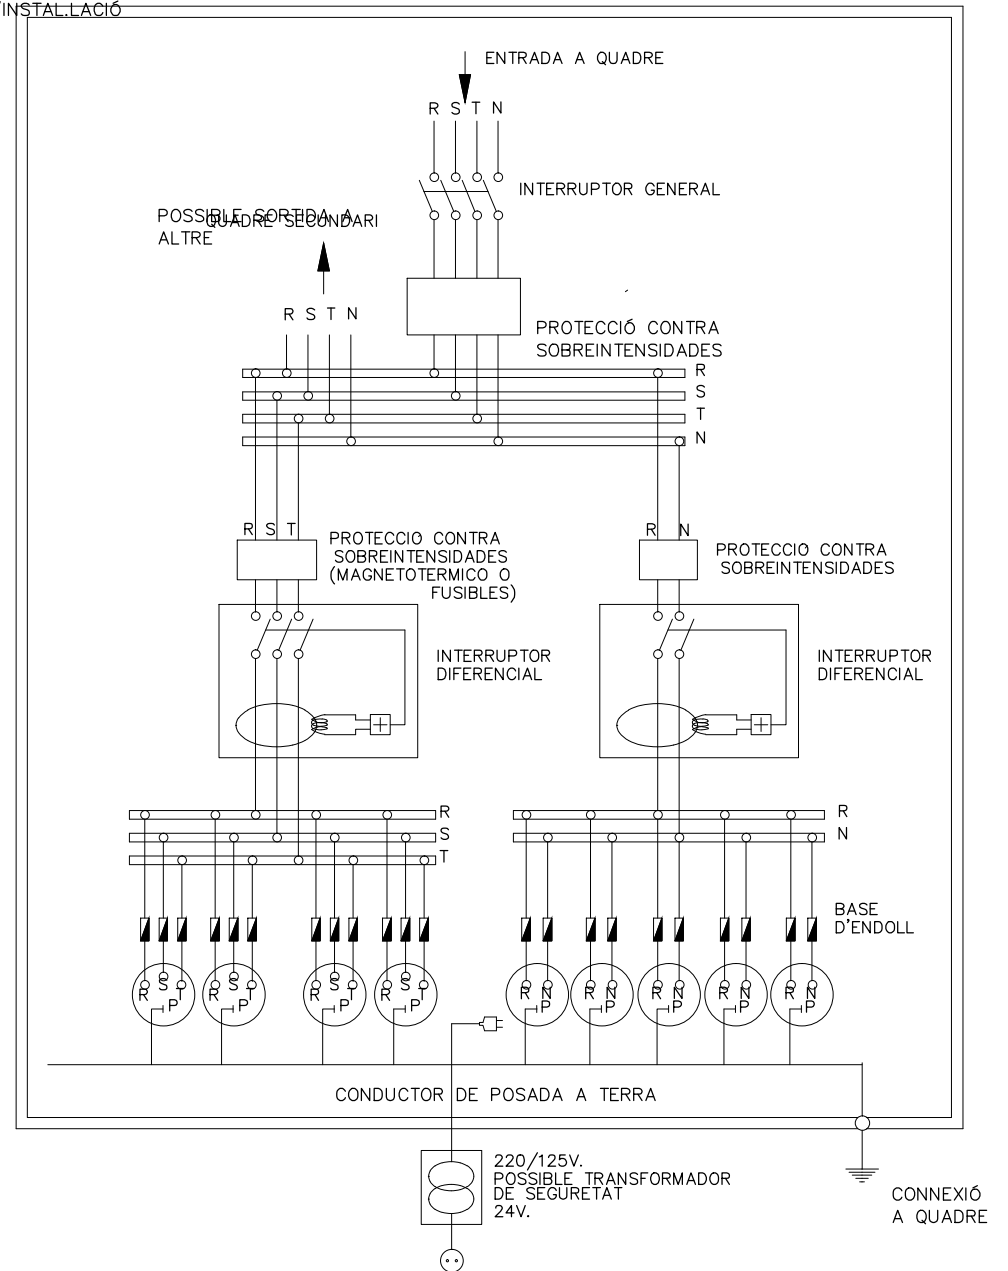 INSTAL.LACIÓ
ENTRADA A QUADRE
R S T N
INTERRUPTOR GENERAL
POSSIBLE SORTIDA A
QUADRE SECUNDARI
ALTRE
R S T N
PROTECCIÓ CONTRA
SOBREINTENSIDADES
R
S
T
N
R S T
PROTECCIO CONTRA
SOBREINTENSIDADES
(MAGNETOTERMICO O
FUSIBLES)
R N
PROTECCIO CONTRA
SOBREINTENSIDADES
INTERRUPTOR
DIFERENCIAL
INTERRUPTOR
DIFERENCIAL
R
S
T
R
N
BASE
D'ENDOLL
R S T P
R S T P
R S T P
R S T P
R N P
R N P
R N P
R N P
R N P
CONDUCTOR DE POSADA A TERRA
220/125V.
POSSIBLE TRANSFORMADOR
DE SEGURETAT
24V.
CONNEXIÓ
A QUADRE